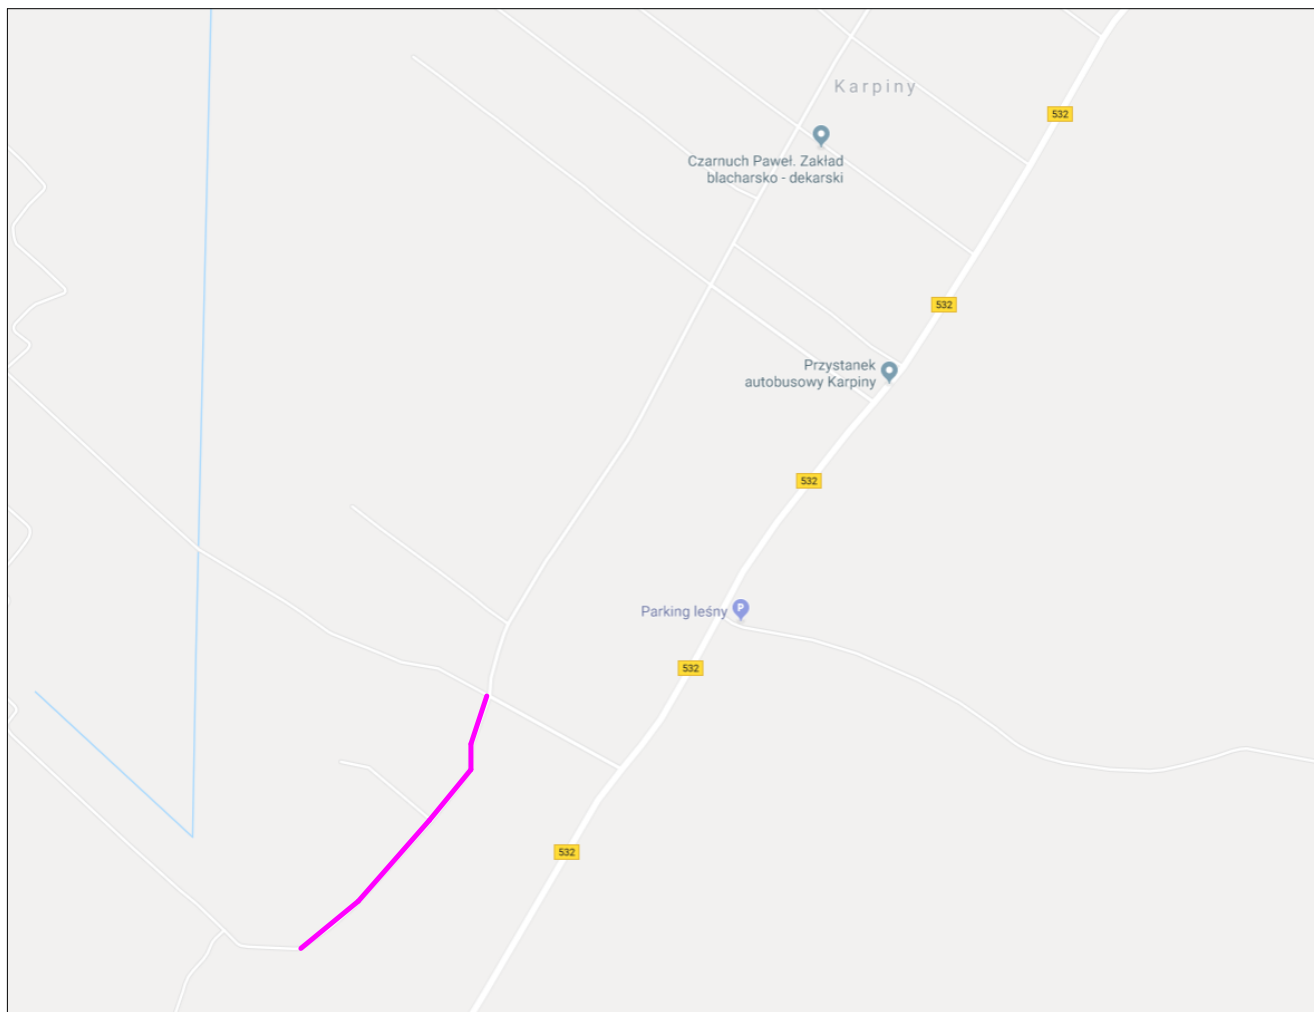 Karpiny
532
Czarnuch Paweł. Zakład
blacharsko - dekarski
532
Przystanek
autobusowy Karpiny
532
Parking leśny
P
532
532